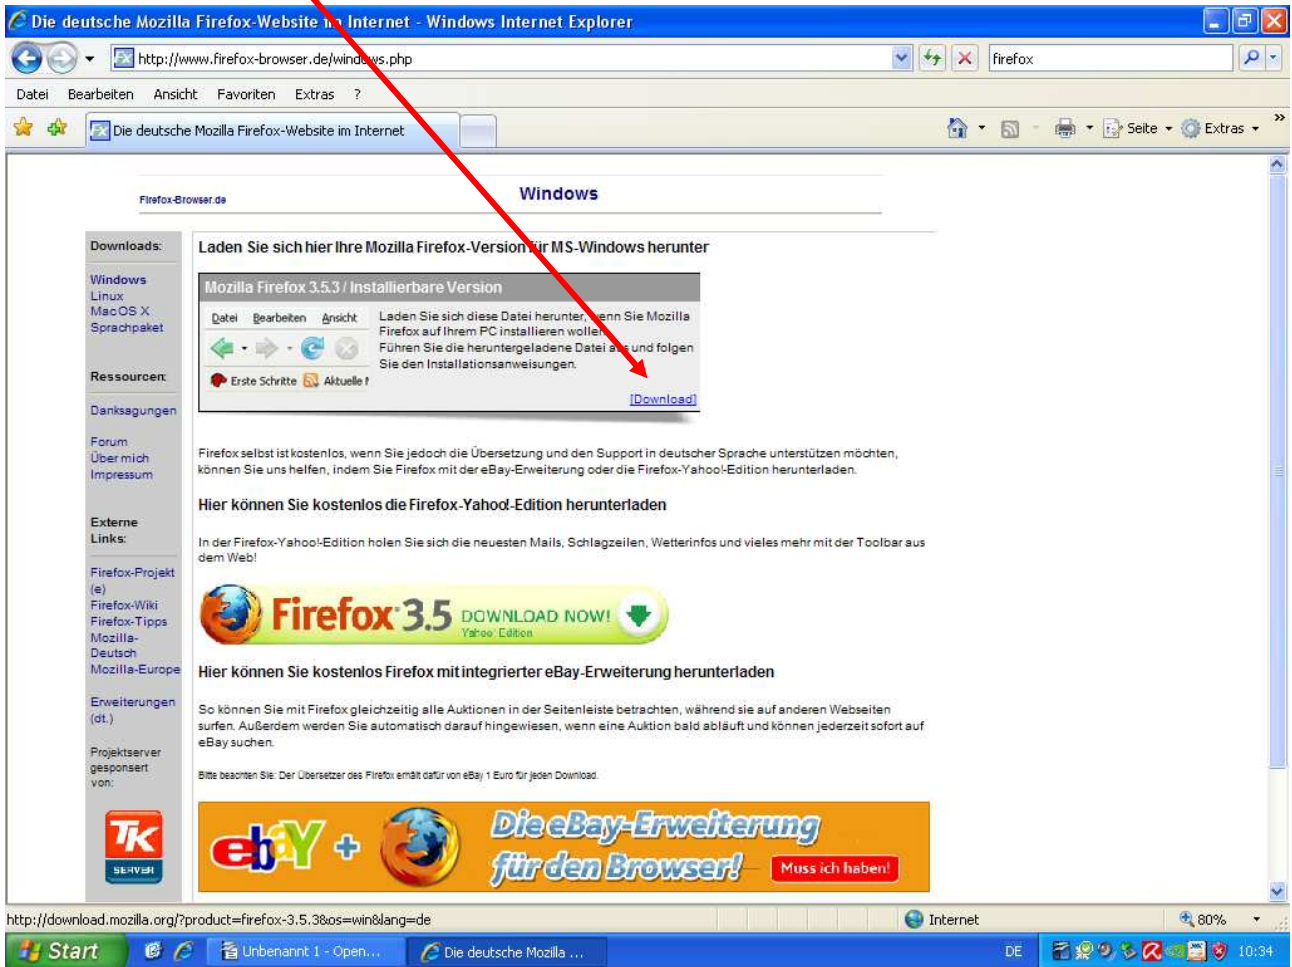 Die deutsche Mozilla Firefox-Website im Internet - Windows Internet Explorer
http://www.firefox-browser.de/windows.php
firefox
Datei Bearbeiten Ansicht Favoriten Extras ?
Die deutsche Mozilla Firefox-Website im Internet
Seite
Extras
»
Firefox-Browser.de
Windows
Downloads:
Windows
Linux
MacOS X
Sprachpaket
Ressourcen:
Danksagungen
Forum
Über mich
Impressum
Externe
Links:
Firefox-Projekt
(e)
Firefox-Wiki
Firefox-Tipps
Mozilla-
Deutsch
Mozilla-Europe
Erweiterungen
(dt.)
Projektserver
gesponsert
von:
TK
SERVER
Laden Sie sich hier Ihre Mozilla Firefox-Version für MS-Windows herunter
Mozilla Firefox 3.5.3 / Installierbare Version
Datei Bearbeiten Ansicht
Erste Schritte Aktuelle
Laden Sie sich diese Datei herunter, wenn Sie Mozilla
Firefox auf Ihrem PC installieren wollen.
Führen Sie die heruntergeladene Datei aus und folgen
Sie den Installationsanweisungen.
[Download]
Firefox selbst ist kostenlos, wenn Sie jedoch die Übersetzung und den Support in deutscher Sprache unterstützen möchten,
können Sie uns helfen, indem Sie Firefox mit der eBay-Erweiterung oder die Firefox-Yahoo!-Edition herunterladen.
Hier können Sie kostenlos die Firefox-Yahoo!-Edition herunterladen
In der Firefox-Yahoo!-Edition holen Sie sich die neuesten Mails, Schlagzeilen, Wetterinfos und vieles mehr mit der Toolbar aus
dem Web!
Firefox 3.5 DOWNLOAD NOW!
Yahoo! Edition
Hier können Sie kostenlos Firefox mit integrierter eBay-Erweiterung herunterladen
So können Sie mit Firefox gleichzeitig alle Auktionen in der Seitenleiste betrachten, während sie auf anderen Webseiten
surfen. Außerdem werden Sie automatisch darauf hingewiesen, wenn eine Auktion bald abläuft und können jederzeit sofort auf
eBay suchen.
Bitte beachten Sie: Der Übersetzer des Firefox erhält dafür von eBay 1 Euro für jeden Download.
ebaY +
Die eBay-Erweiterung
für den Browser!
Muss ich haben!
http://download.mozilla.org/?product=firefox-3.5.3&os=win&lang=de
Internet
80%
Start
Unbenannt 1 - Open...
Die deutsche Mozilla ...
DE
10:34